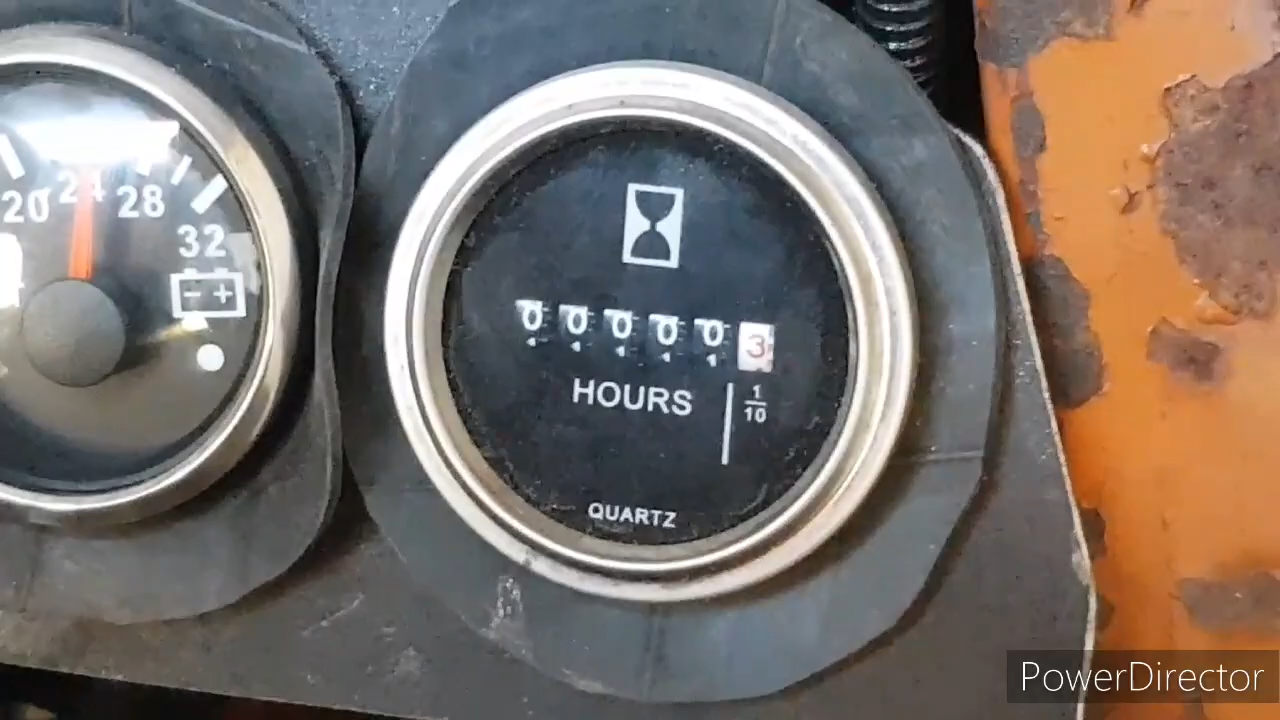 20 24 28
32
- +
000003
HOURS
1
10
QUARTZ
PowerDirector